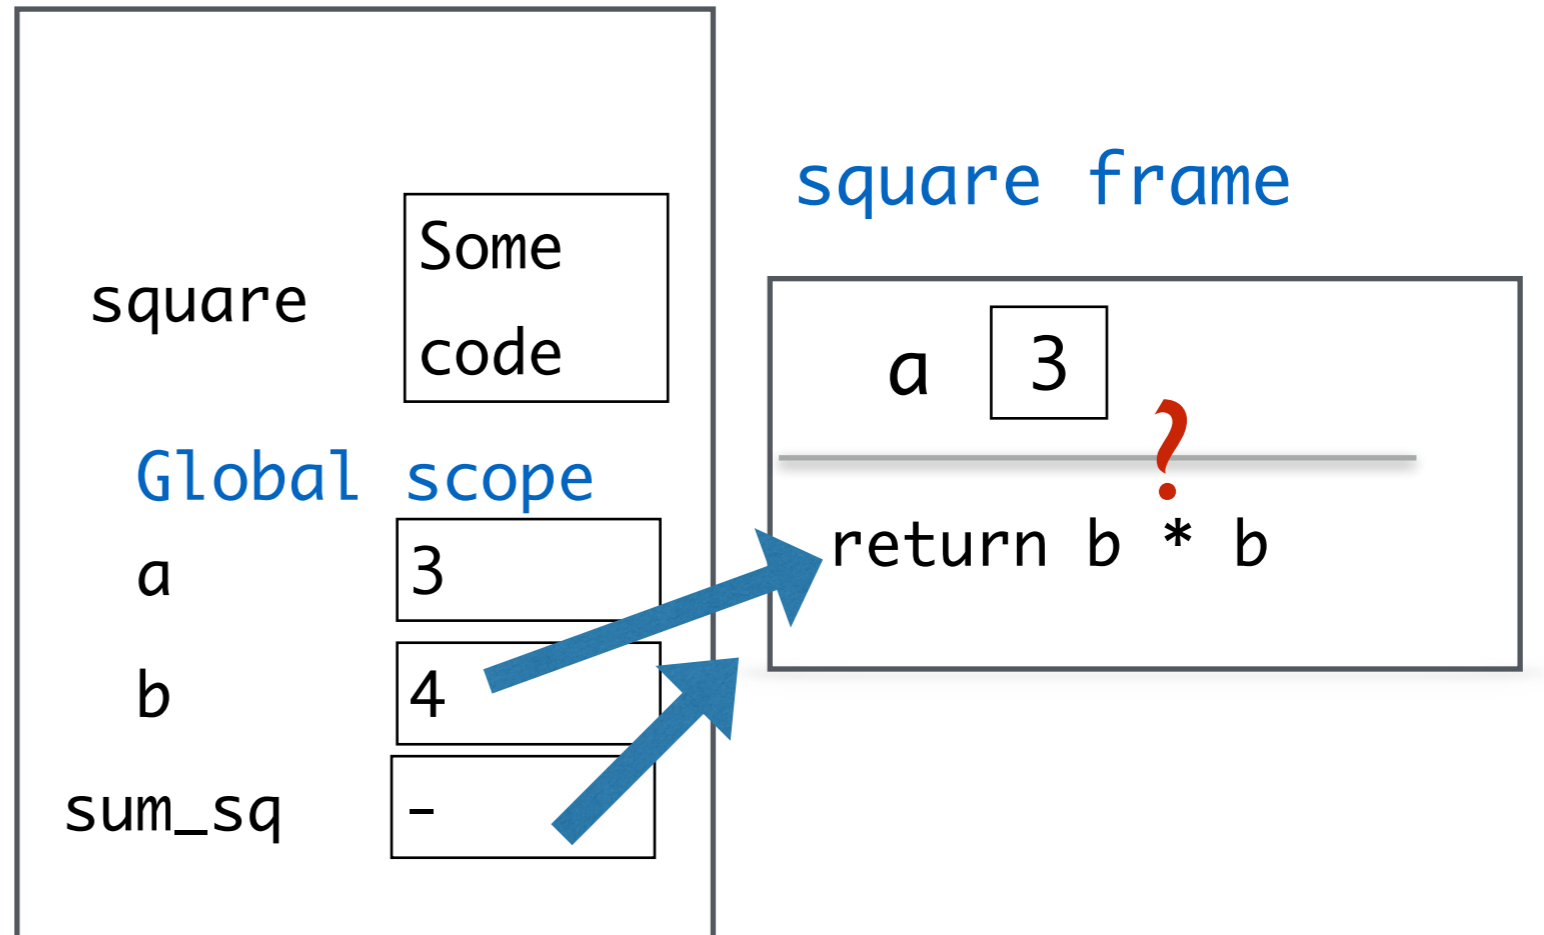 square
Some
code
Global scope
a 3
b 4
sum_sq -
square frame
a 3
?
return b * b